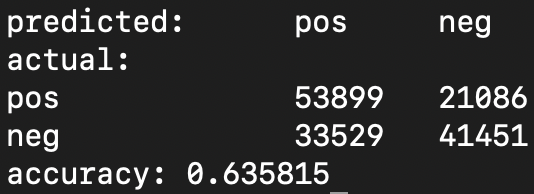 predicted: pos neg
actual:
pos 53899 21086
neg 33529 41451
accuracy: 0.635815